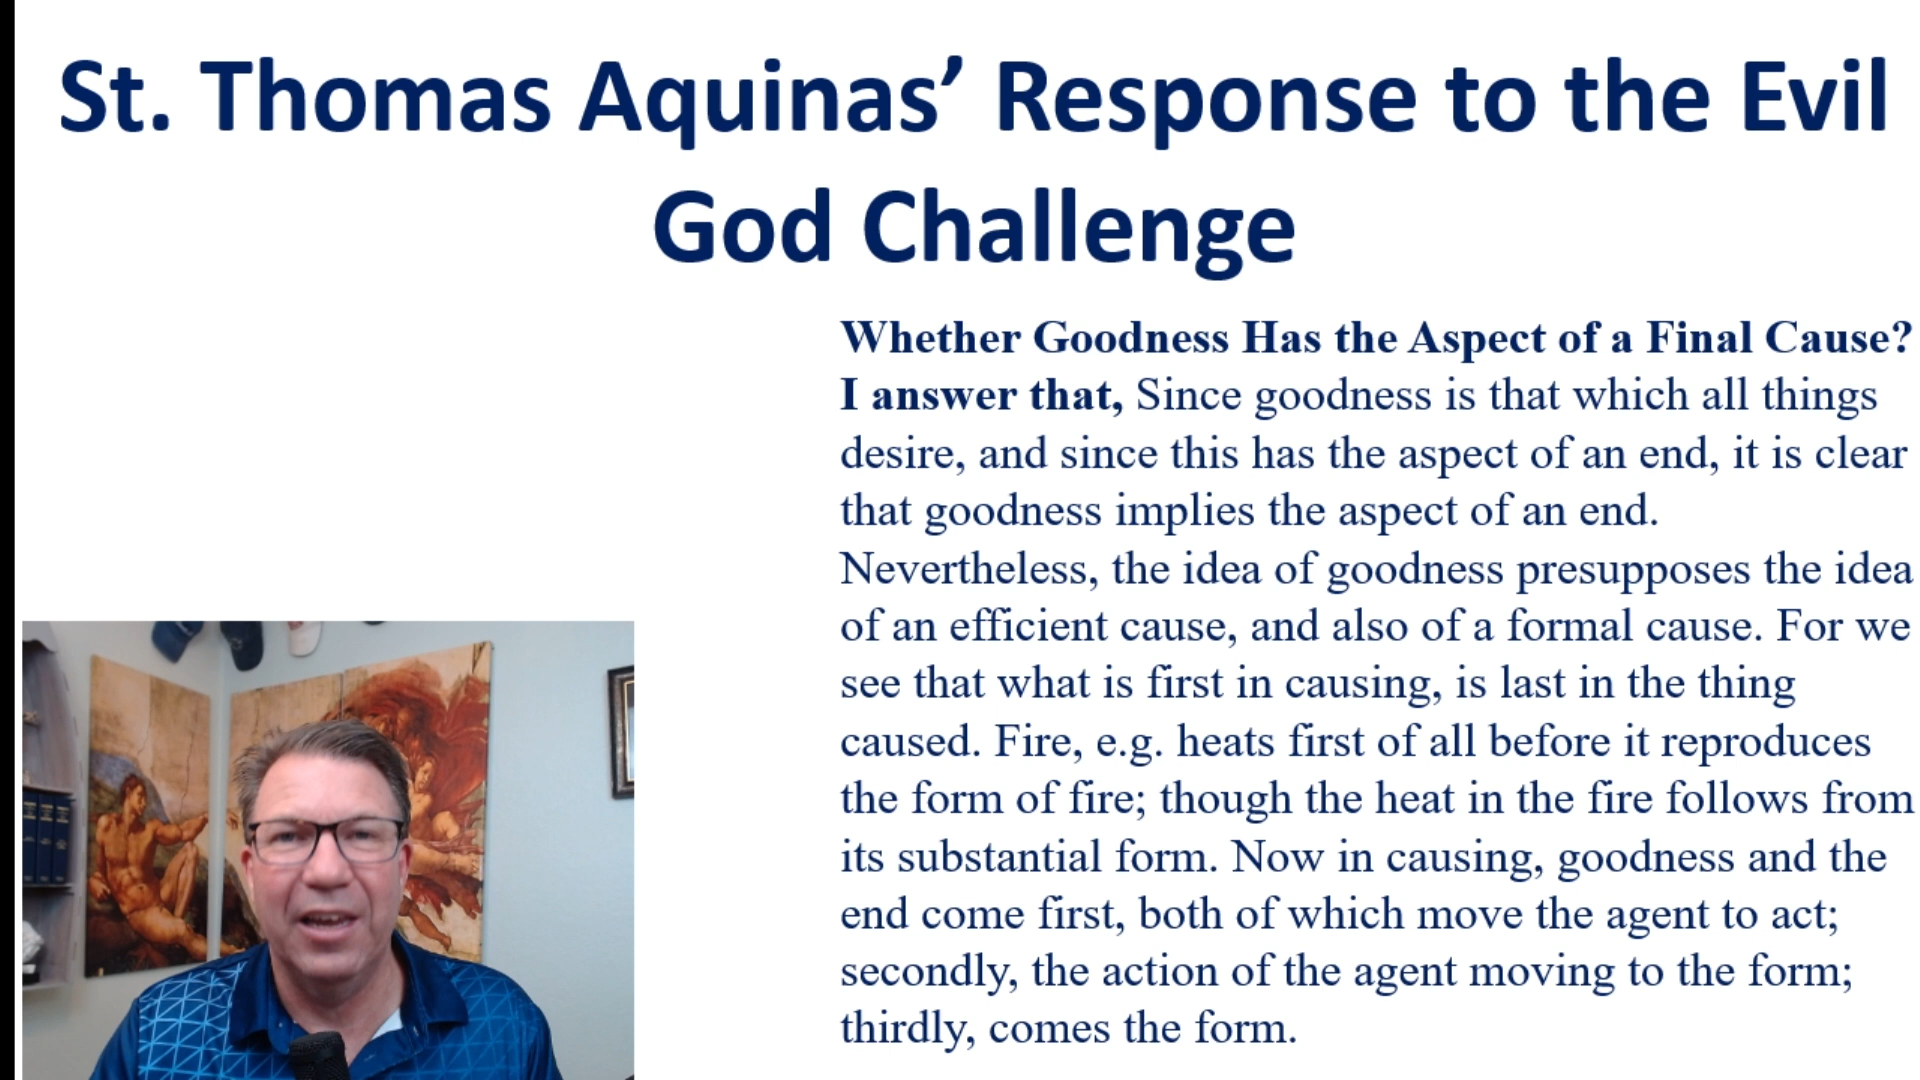 St. Thomas Aquinas’ Response to the Evil
God Challenge
Whether Goodness Has the Aspect of a Final Cause?
I answer that, Since goodness is that which all things
desire, and since this has the aspect of an end, it is clear
that goodness implies the aspect of an end.
Nevertheless, the idea of goodness presupposes the idea
of an efficient cause, and also of a formal cause. For we
see that what is first in causing, is last in the thing
caused. Fire, e.g. heats first of all before it reproduces
the form of fire; though the heat in the fire follows from
its substantial form. Now in causing, goodness and the
end come first, both of which move the agent to act;
secondly, the action of the agent moving to the form;
thirdly, comes the form.